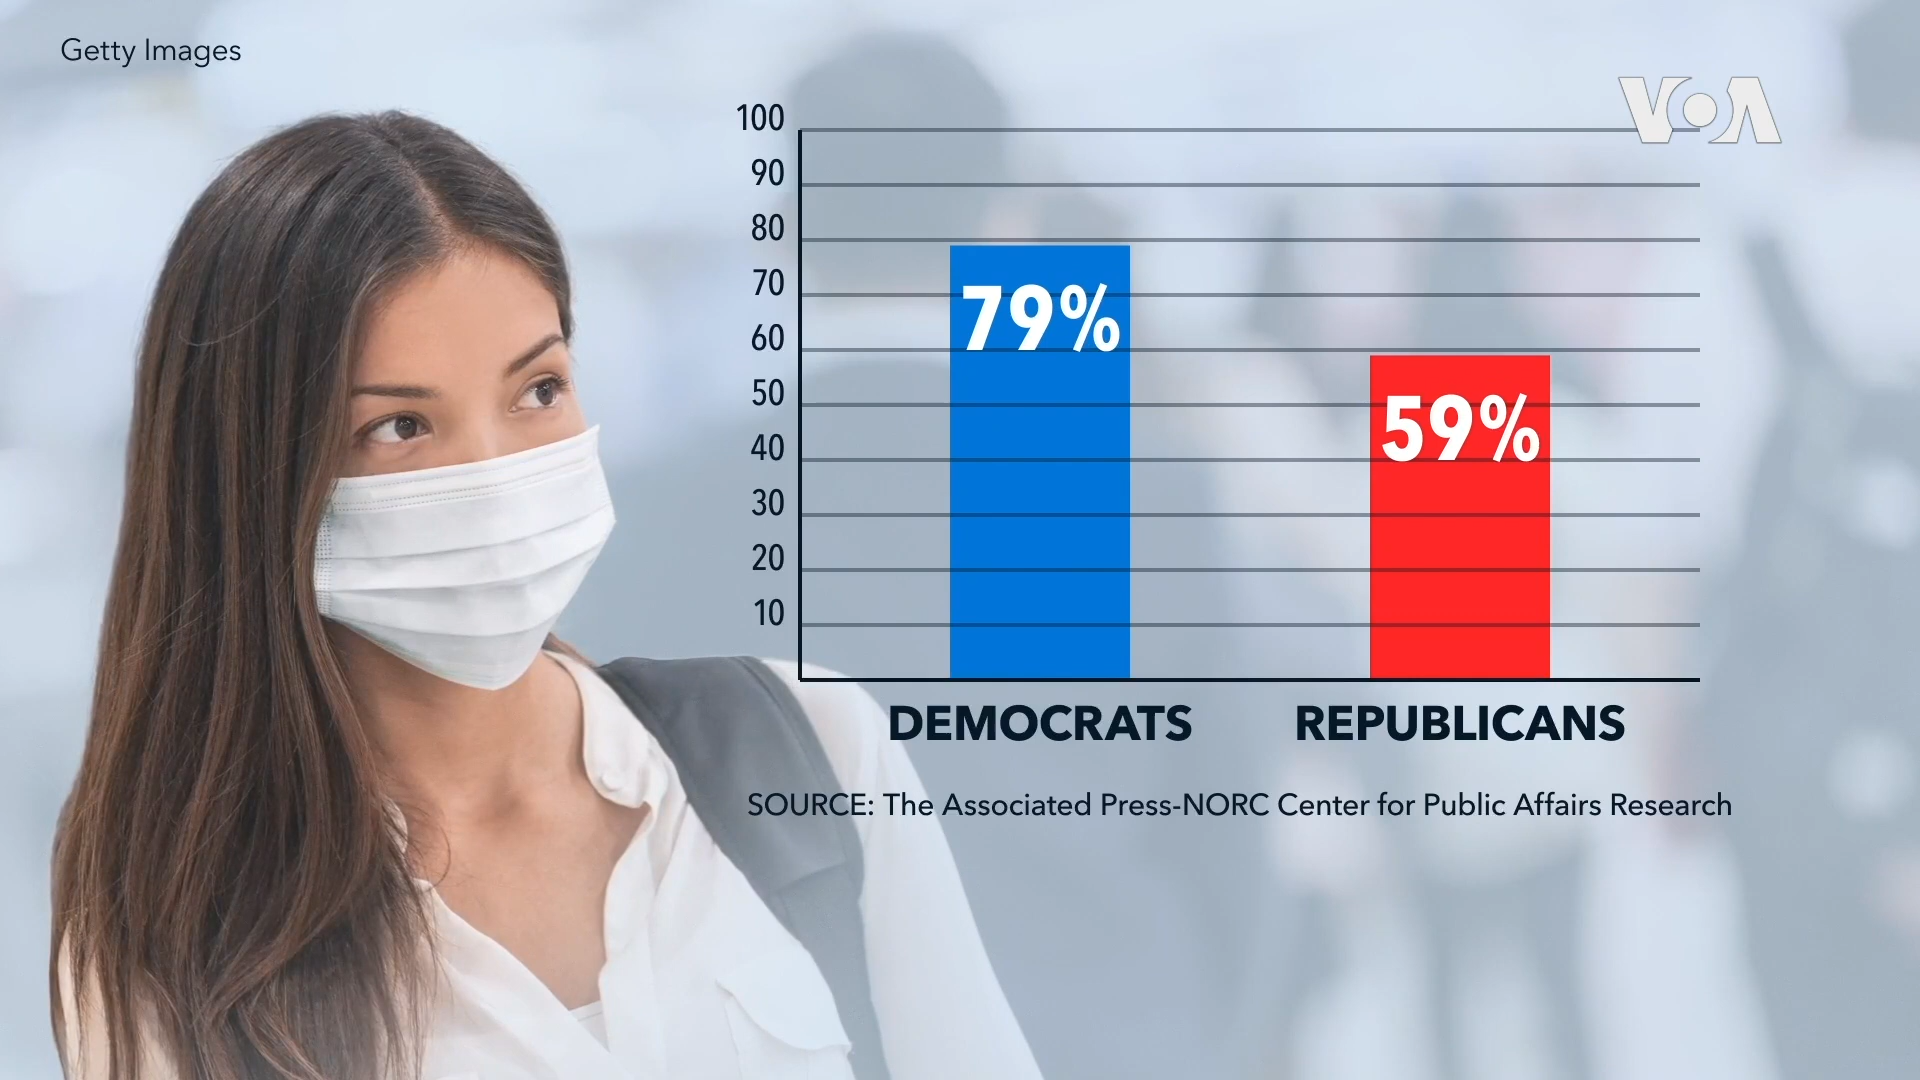 Getty Images
VOA
100
90
80
70
60
50
40
30
20
10
79%
59%
DEMOCRATS
REPUBLICANS
SOURCE: The Associated Press-NORC Center for Public Affairs Research